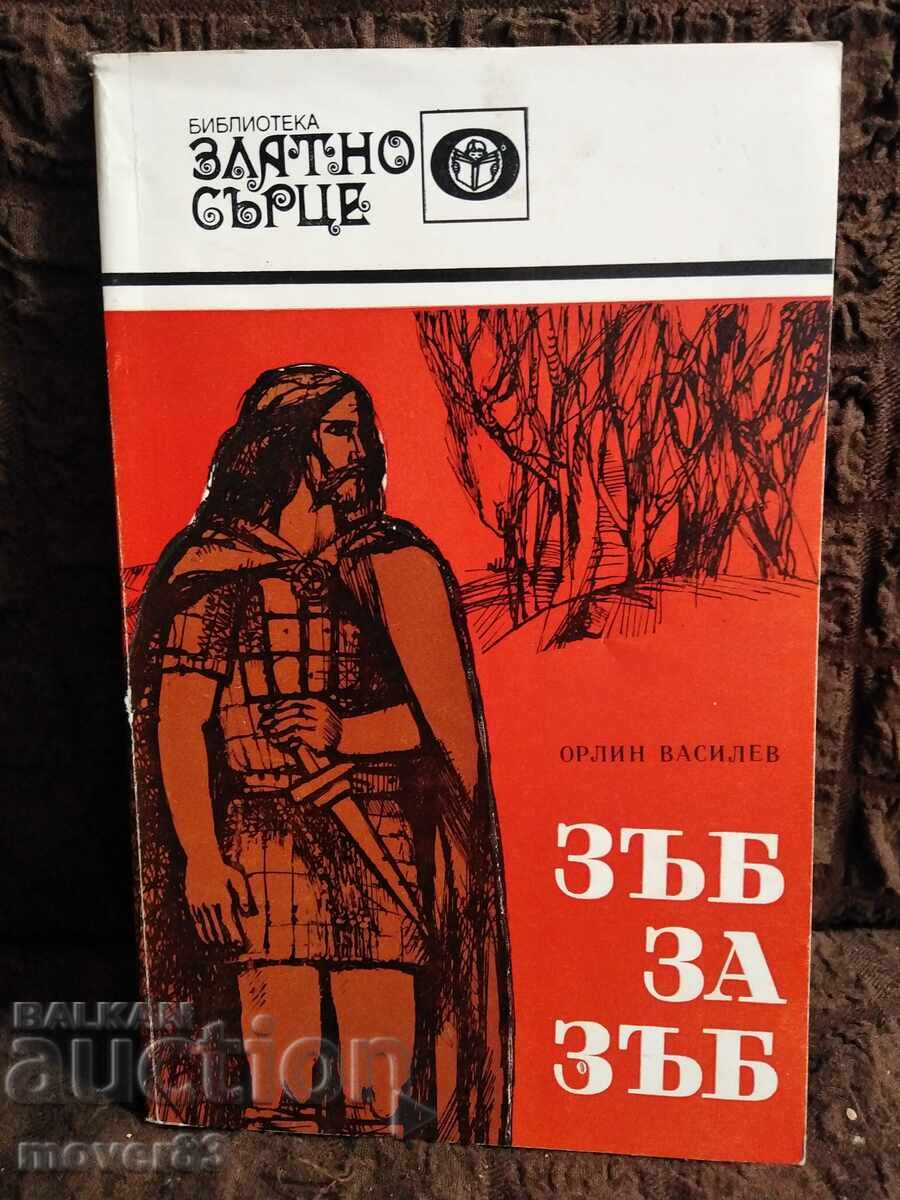 БИБЛИОТЕКА
ЗЛАТНО
СЪРЦЕ
ОРЛИН ВАСИЛЕВ
ЗЪБ
ЗА
ЗЪБ
BALKAN
auction
mover83